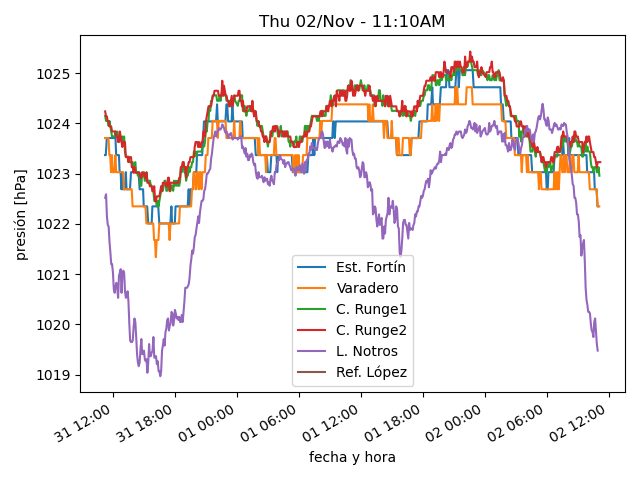 Thu 02/Nov - 11:10AM
presión [hPa]
1025
1024
1023
1022
1021
1020
1019
Est. Fortín
Varadero
C. Runge1
C. Runge2
L. Notros
Ref. López
31 12:00
31 18:00
01 00:00
01 06:00
01 12:00
01 18:00
02 00:00
02 06:00
02 12:00
fecha y hora